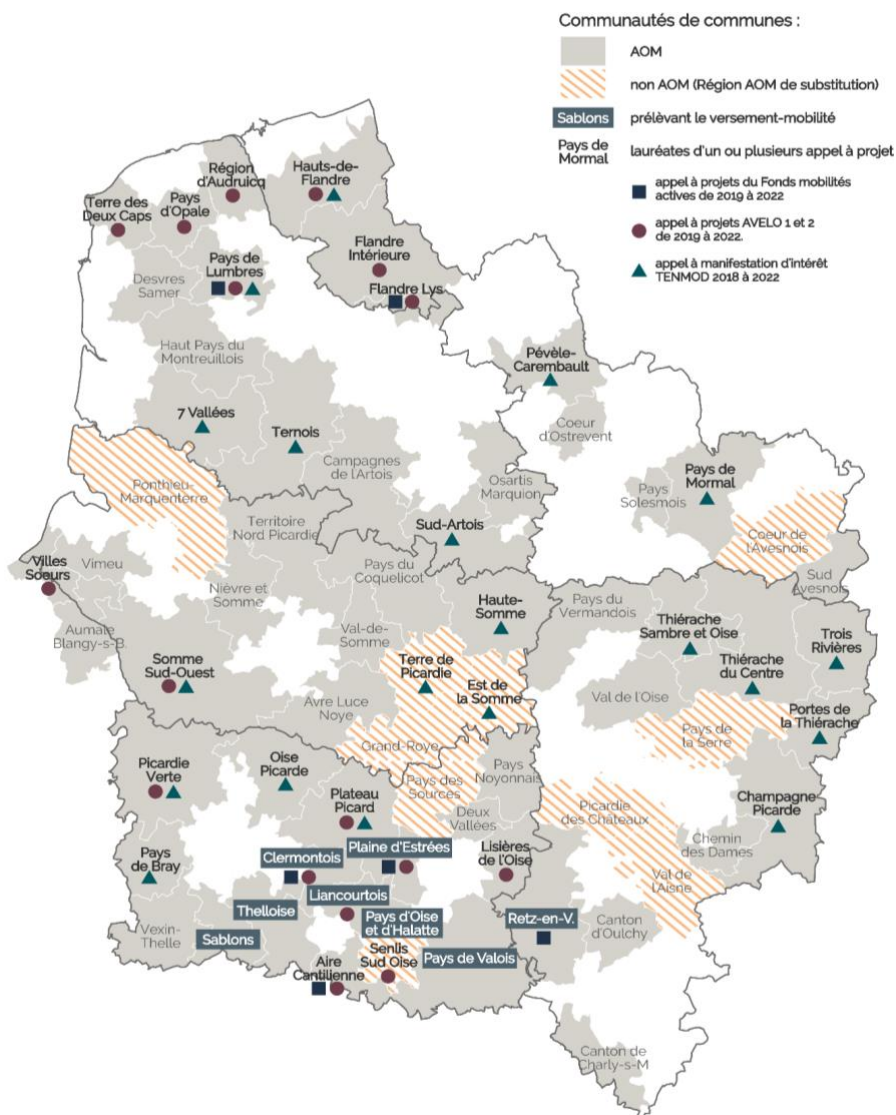 Communautés de communes :
AOM
non AOM (Région AOM de substitution)
Sablons
prélèvant le versement-mobilité
Pays de
Mormal
lauréates d'un ou plusieurs appel à projet
appel à projets du Fonds mobilités
actives de 2019 à 2022
appel à projets AVELO 1 et 2
de 2019 à 2022.
appel à manifestation d'intérêt
TENMOD 2018 à 2022
Région
d'Audruicq
Hauts-de-
Flandre
Terre des
Deux Caps
Pays
d'Opale
Flandre
Intérieure
Pays de
Lumbres
Desvres
Samer
Flandre Lys
Haut Pays du
Montreuillois
Pévèle-
Carembault
7 Vallées
Ternois
Coeur
d'Ostrevent
Campagnes
de l'Artois
Osartis
Marquion
Pays de
Mormal
Pays
Solesmois
Ponthieu-
Marquenterre
Territoire
Nord Picardie
Sud-Artois
Coeur de
l'Avesnois
Sud
Avesnois
Villes
Soeurs
Vimeu
Pays du
Coquelicot
Nièvre et
Somme
Haute-
Somme
Pays du
Vermandois
Thiérache
Sambre et Oise
Trois
Rivières
Aumale
Blangy-s-B.
Val-de-
Somme
Somme
Sud-Ouest
Terre de
Picardie
Est de
la Somme
Thiérache
du Centre
Val de l'Oise
Avre Luce
Noye
Portes de
la Thiérache
Pays de
la Serre
Grand-Roye
Picardie
Verte
Oise
Picarde
Pays des
Sources
Pays
Noyonnais
Plateau
Picard
Deux
Vallées
Picardie
des Châteaux
Champagne
Picarde
Pays
de Bray
Clermontois
Plaine d'Estrées
Lisières
de l'Oise
Chemin
des Dames
Val de
l'Aisne
Thelloise
Liancourtois
Pays d'Oise
et d'Halatte
Retz-en-V.
Canton
d'Oulchy
Vexin-
Thelle
Sablons
Senlis
Sud Oise
Pays de Valois
Aire
Cantilienne
Canton de
Charly-s-M